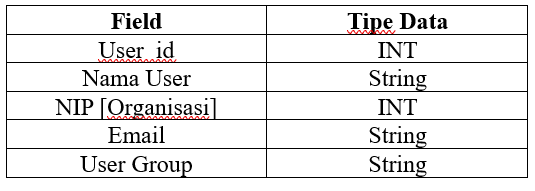 Field Tipe Data
User_id INT
Nama User String
NIP [Organisasi] INT
Email String
User Group String